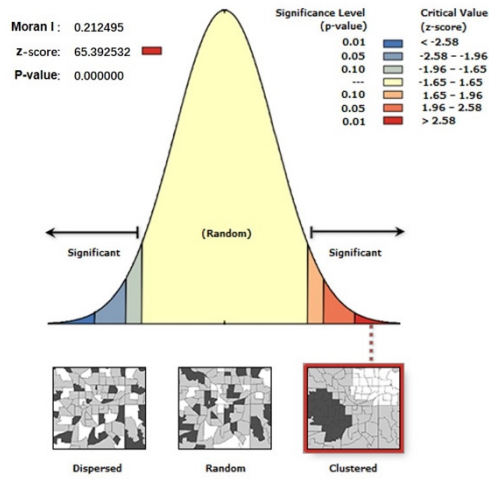 Moran I : 0.212495
z-score: 65.392532
P-value: 0.000000
Significance Level Critical Value
(p-value) (z-score)
0.01 < -2.58
0.05 -2.58 – -1.96
0.10 -1.96 – -1.65
--- -1.65 - 1.65
0.10 1.65 - 1.96
0.05 1.96 - 2.58
0.01 > 2.58
(Random)
Significant Significant
Dispersed Random Clustered